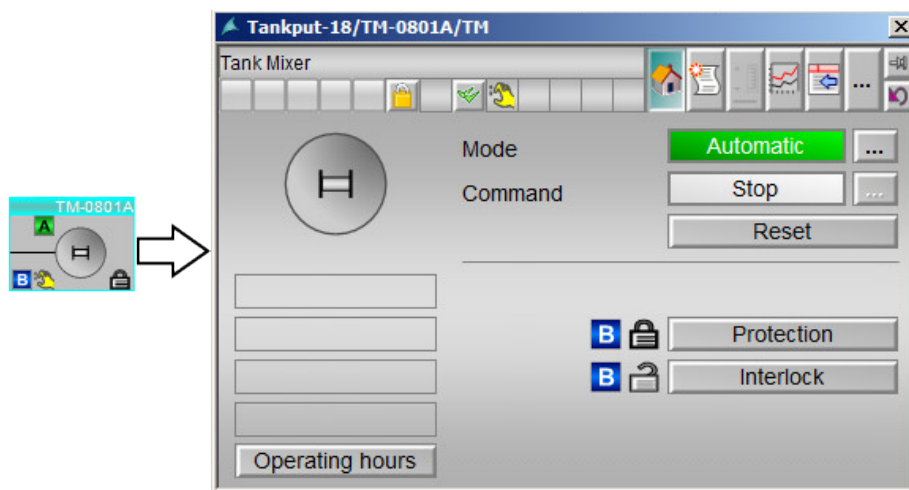 Tankput-18/TM-0801A/TM
Tank Mixer
...
Mode
Automatic
...
Command
Stop
...
Reset
TM-0801A
A
B
B
Protection
B
Interlock
Operating hours